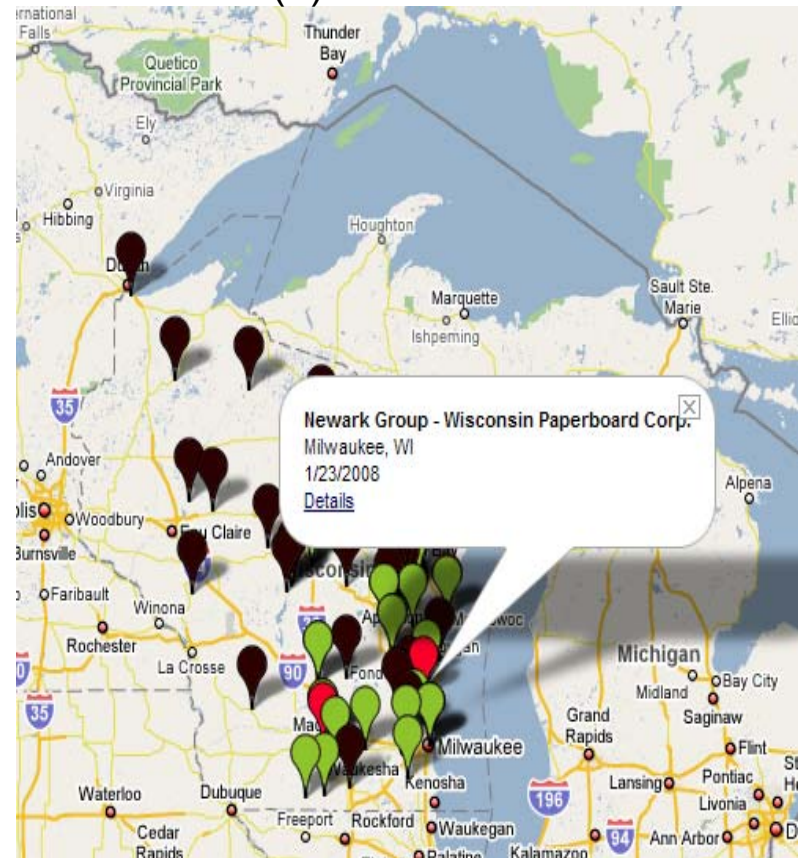 ernational
Falls
Thunder
Bay
Quetico
Provincial Park
Ely
Virginia
Hibbing
Houghton
Marquette
Sault Ste.
Marie
Ishpeming
35
Newark Group - Wisconsin Paperboard Corp.
Milwaukee, WI
1/23/2008
Details
Andover
Alpena
Woodbury
Claire
Faribault
Winona
Rochester
La Crosse
90
Fond
Michigan
Midland
Bay City
Saginaw
35
Grand
Rapids
Flint
Milwaukee
Waukesha
Kenosha
Lansing
Pontiac
Waterloo
Dubuque
196
Livonia
Freeport
Rockford
Waukegan
94
Ann Arbor
Cedar
Rapids
Palatine
Kalamazoo